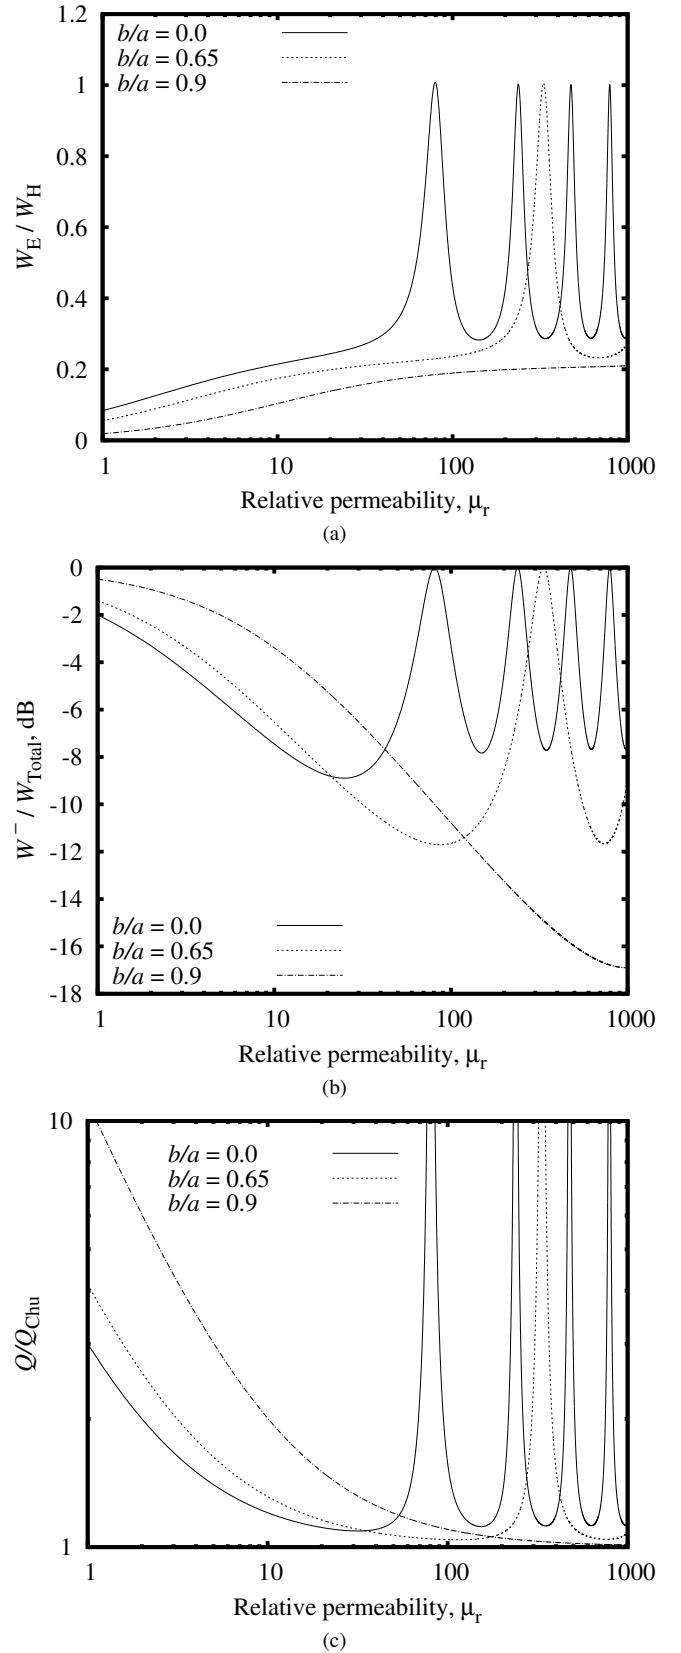 1.2
b/a = 0.0
b/a = 0.65
b/a = 0.9
1
0.8
0.6
0.4
0.2
0
W_E / W_H
1 10 100 1000
Relative permeability, μ_r
(a)
0
-2
-4
-6
-8
-10
-12
-14
-16
-18
W⁻ / W_Total, dB
b/a = 0.0
b/a = 0.65
b/a = 0.9
1 10 100 1000
Relative permeability, μ_r
(b)
10
b/a = 0.0
b/a = 0.65
b/a = 0.9
Q/Q_Chu
1
1 10 100 1000
Relative permeability, μ_r
(c)